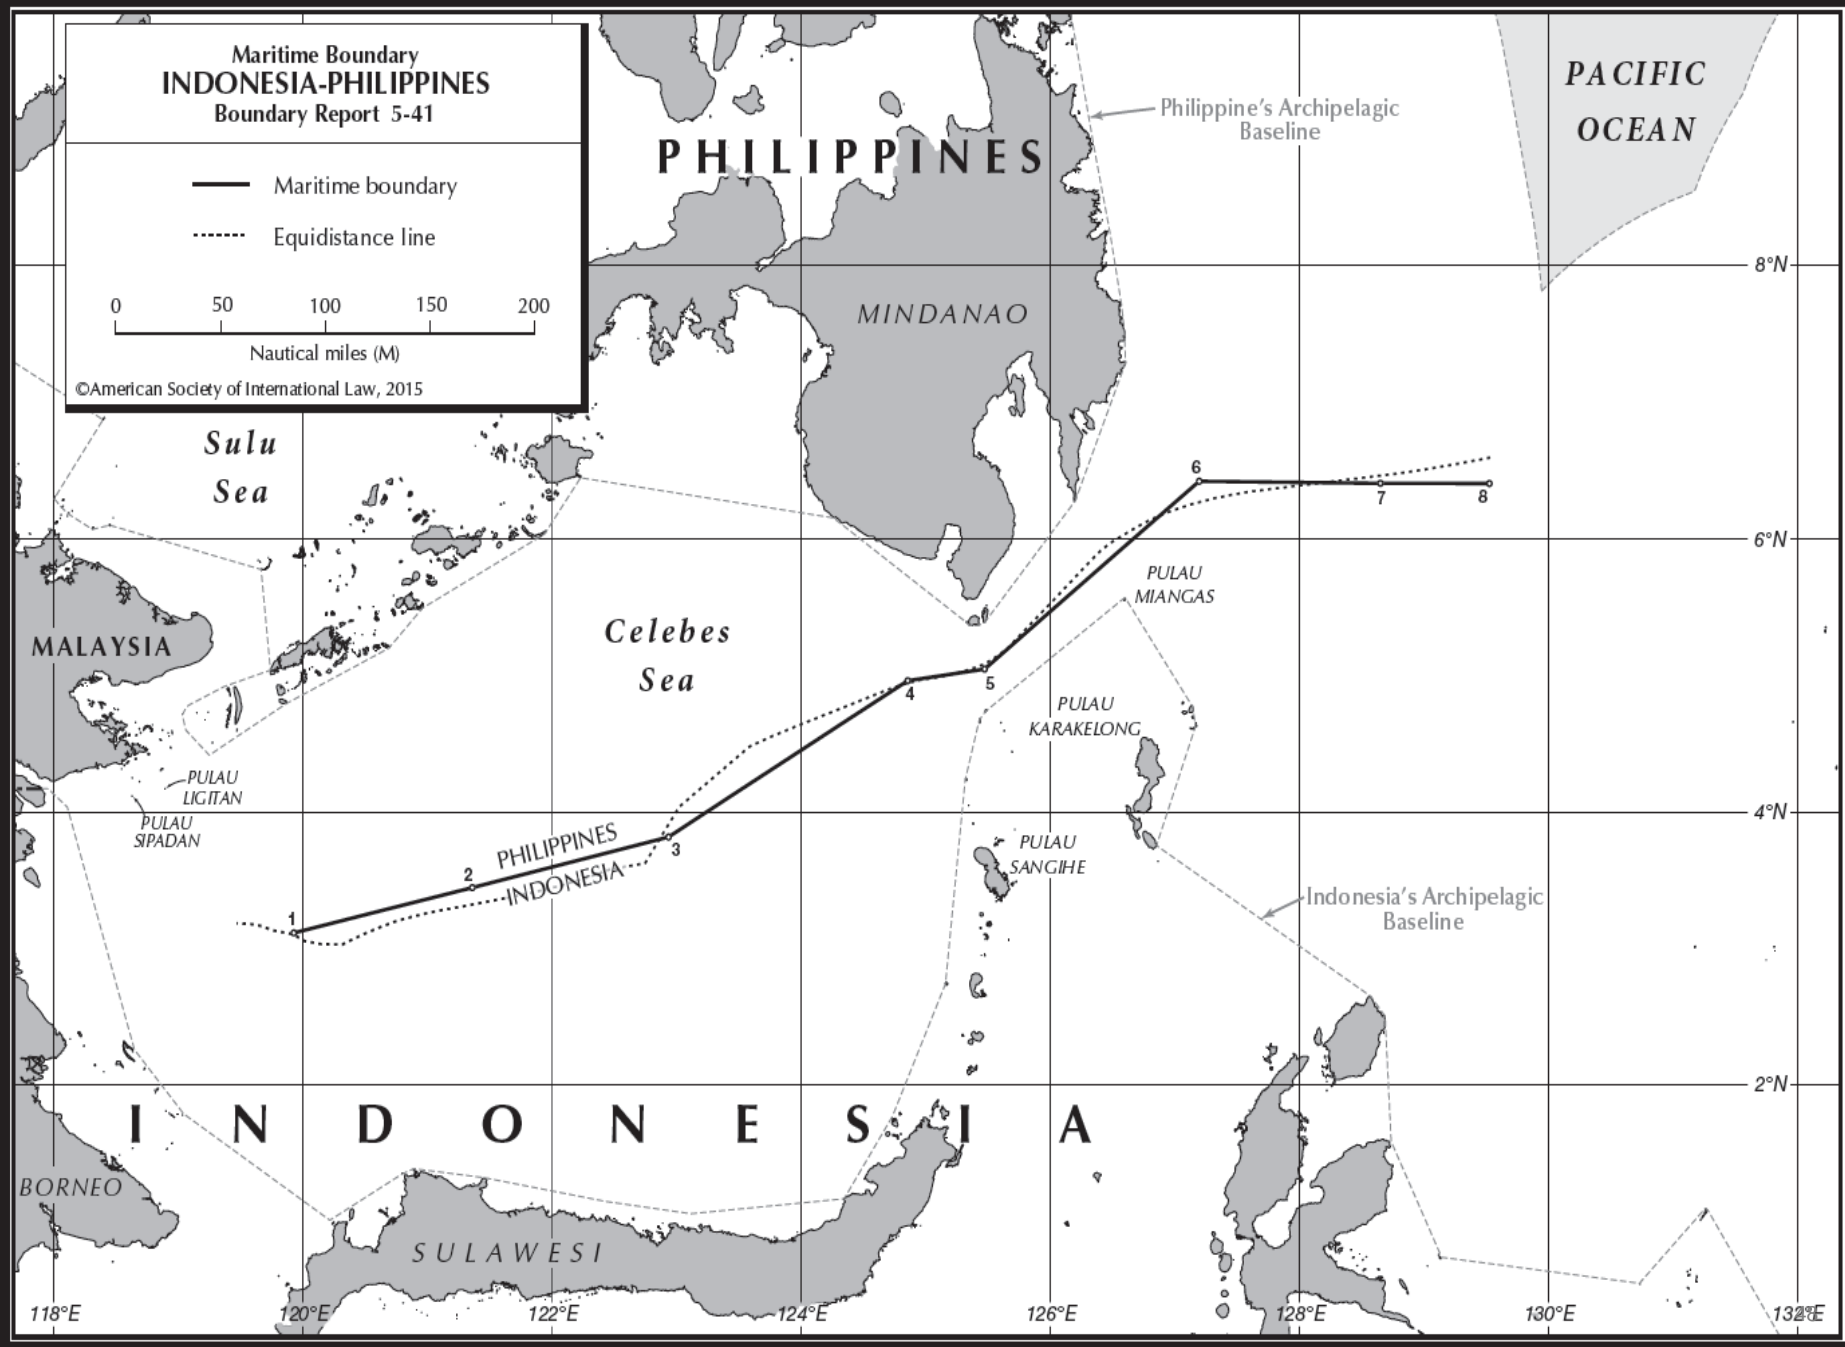 Maritime Boundary
INDONESIA-PHILIPPINES
Boundary Report 5-41
Maritime boundary
Equidistance line
0 50 100 150 200
Nautical miles (M)
©American Society of International Law, 2015
PACIFIC
OCEAN
Philippine's Archipelagic
Baseline
PHILIPPINES
8°N
MINDANAO
Sulu
Sea
6
7
8
6°N
PULAU
MIANGAS
MALAYSIA
Celebes
Sea
4
5
PULAU
KARAKELONG
PULAU
LIGITAN
PULAU
SIPADAN
4°N
PHILIPPINES
INDONESIA
3
2
1
PULAU
SANGIHE
Indonesia's Archipelagic
Baseline
2°N
INDONESIA
BORNEO
SULAWESI
118°E 120°E 122°E 124°E 126°E 128°E 130°E 132°E